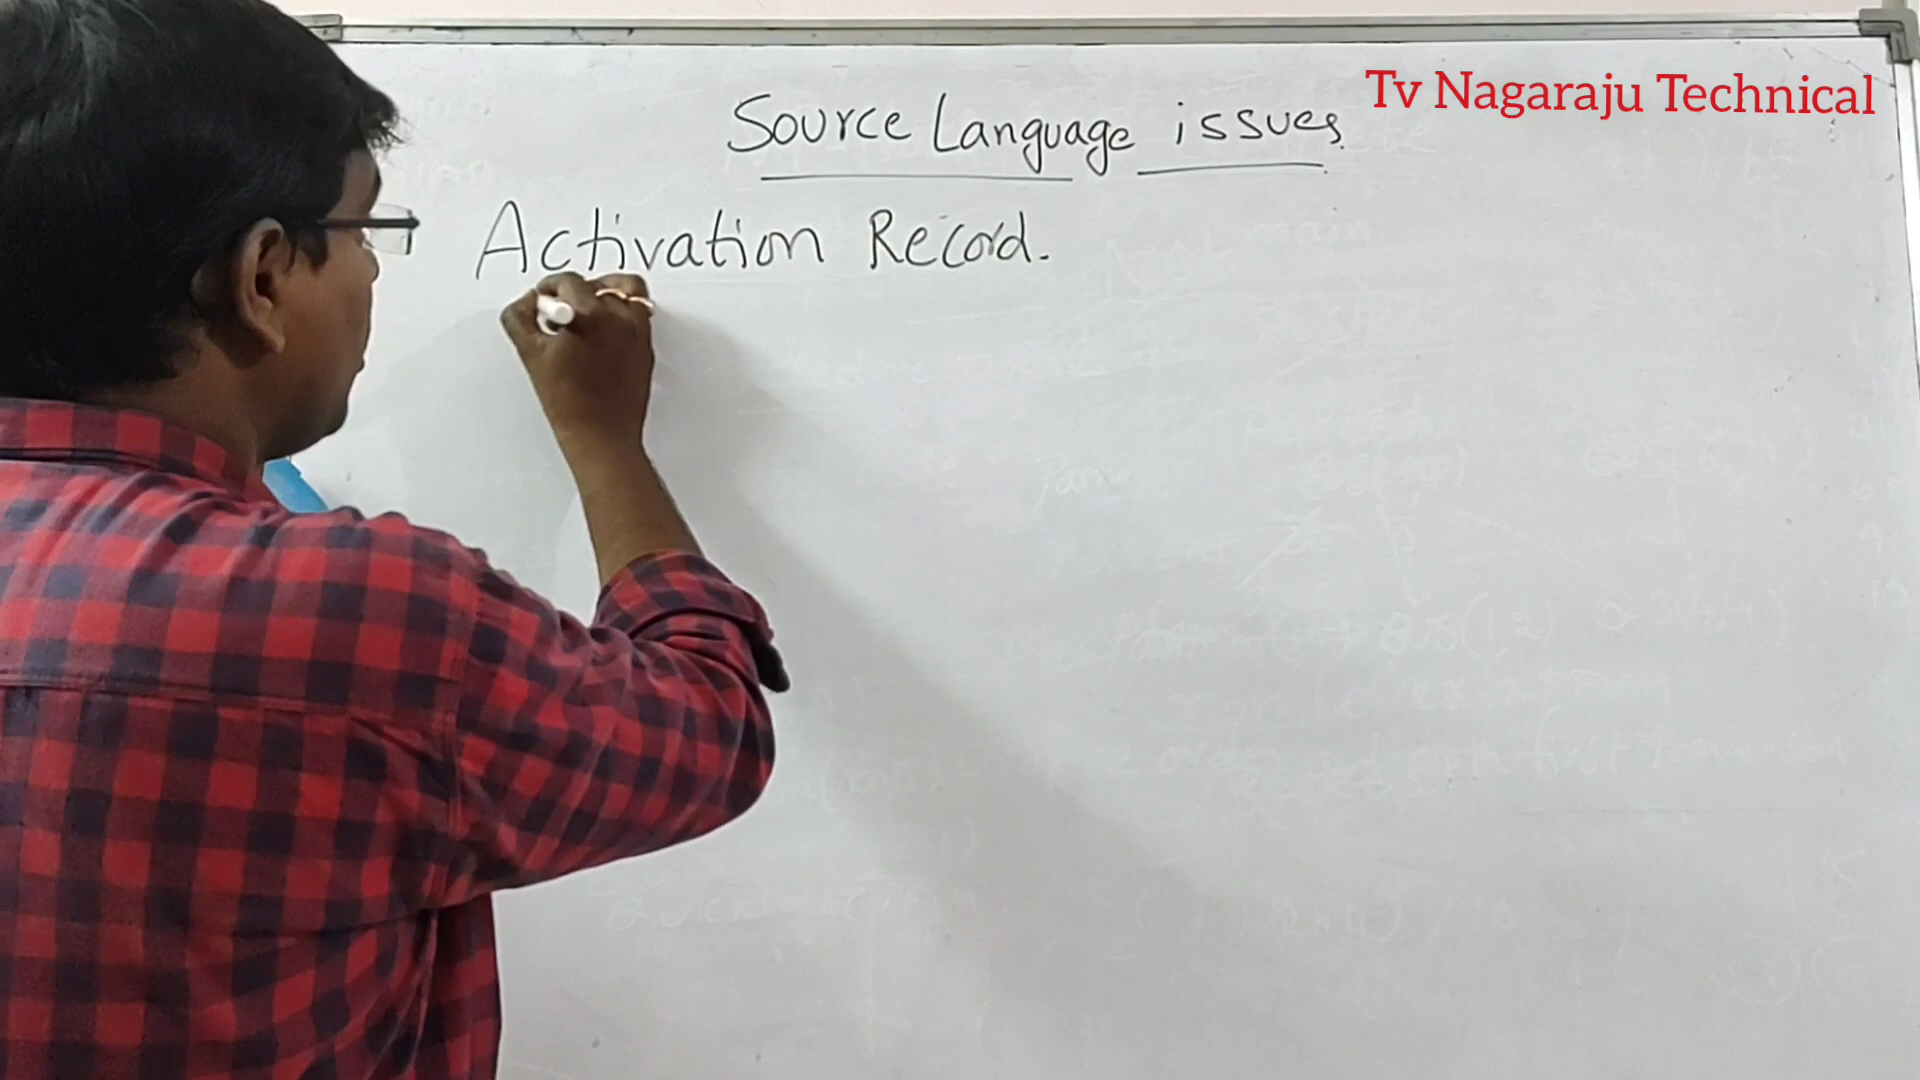 Source Language issues.
Tv Nagaraju Technical
Activation Record.